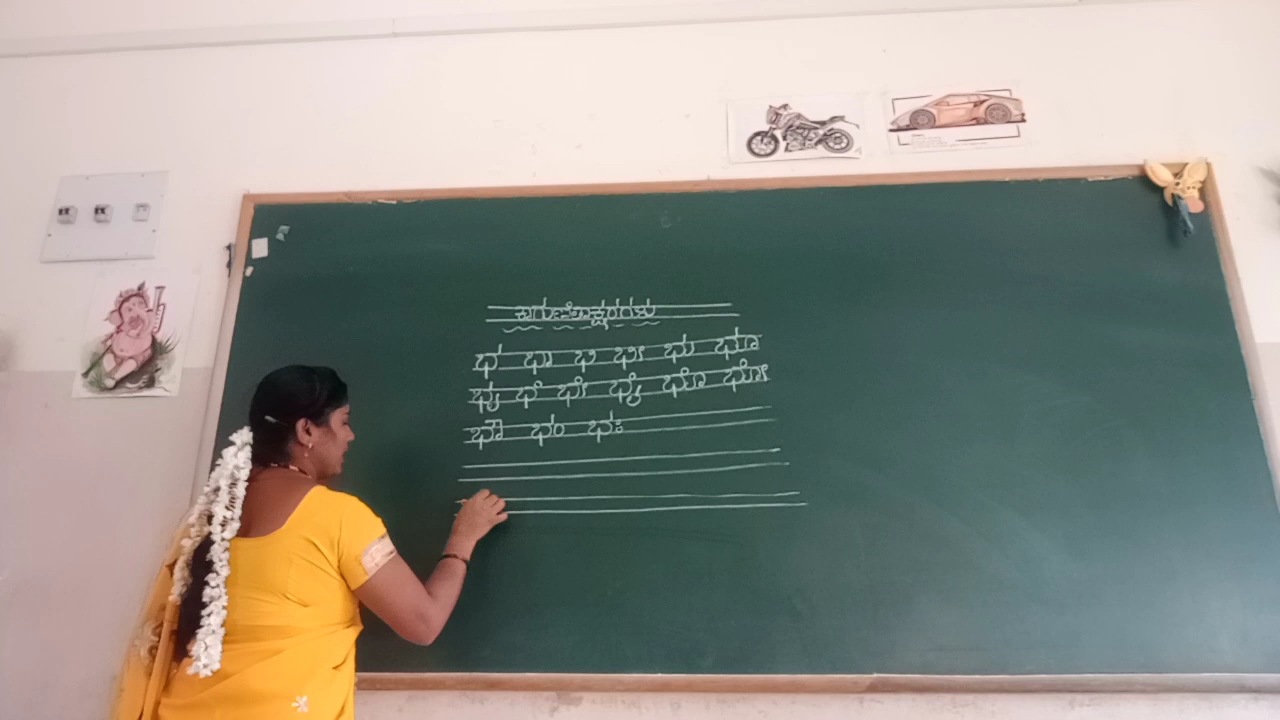 ಕಾಗುಣಿತಾಕ್ಷರಗಳು
ಭ ಭಾ ಭಿ ಭೀ ಭು ಭೂ
ಭೃ ಭೆ ಭೇ ಭೈ ಭೊ ಭೋ
ಭೌ ಭಂ ಭಃ